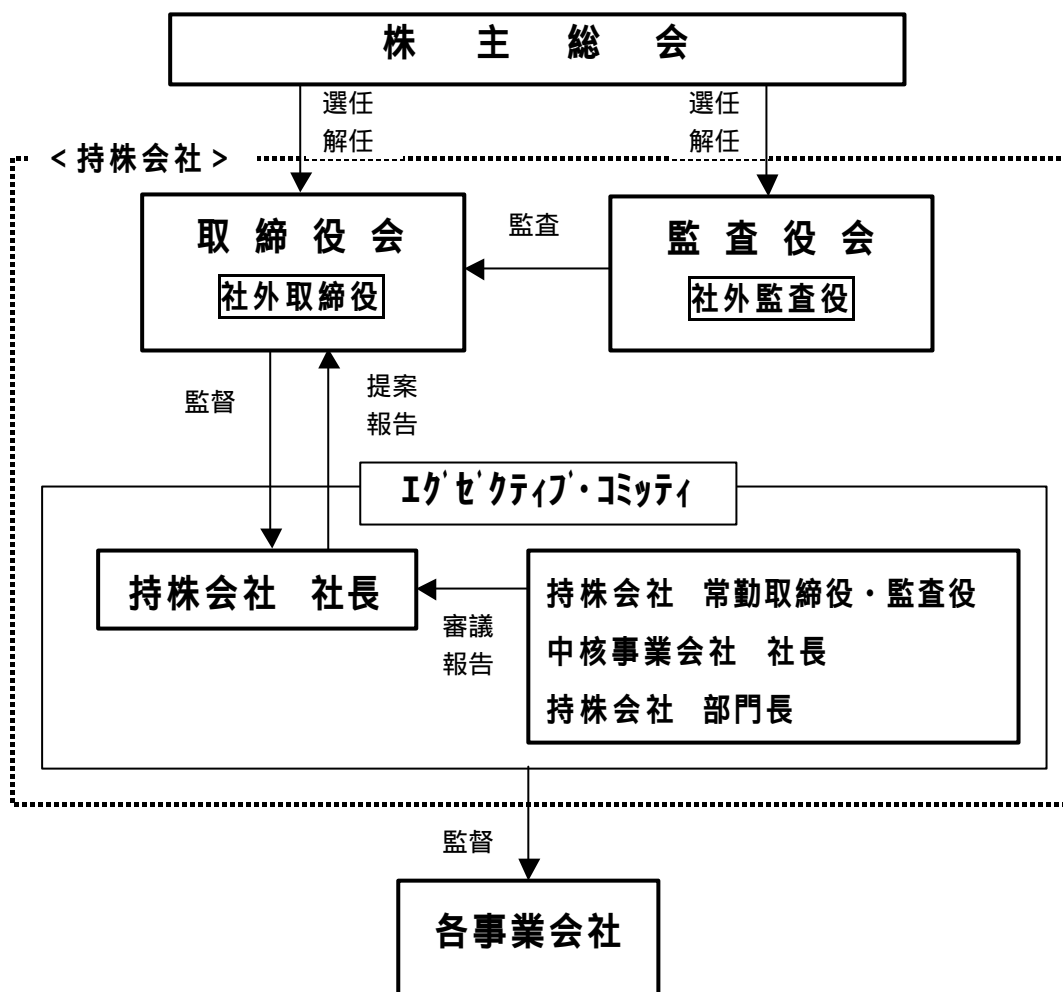 株　主　総　会
選任
解任
選任
解任
＜持株会社＞
取　締　役　会
社外取締役
監査
監　査　役　会
社外監査役
監督
提案
報告
ｴｸﾞｾﾞｸﾃｨﾌﾞ･ｺﾐｯﾃｨ
持株会社　社長
審議
報告
持株会社　常勤取締役・監査役
中核事業会社　社長
持株会社　部門長
監督
各事業会社